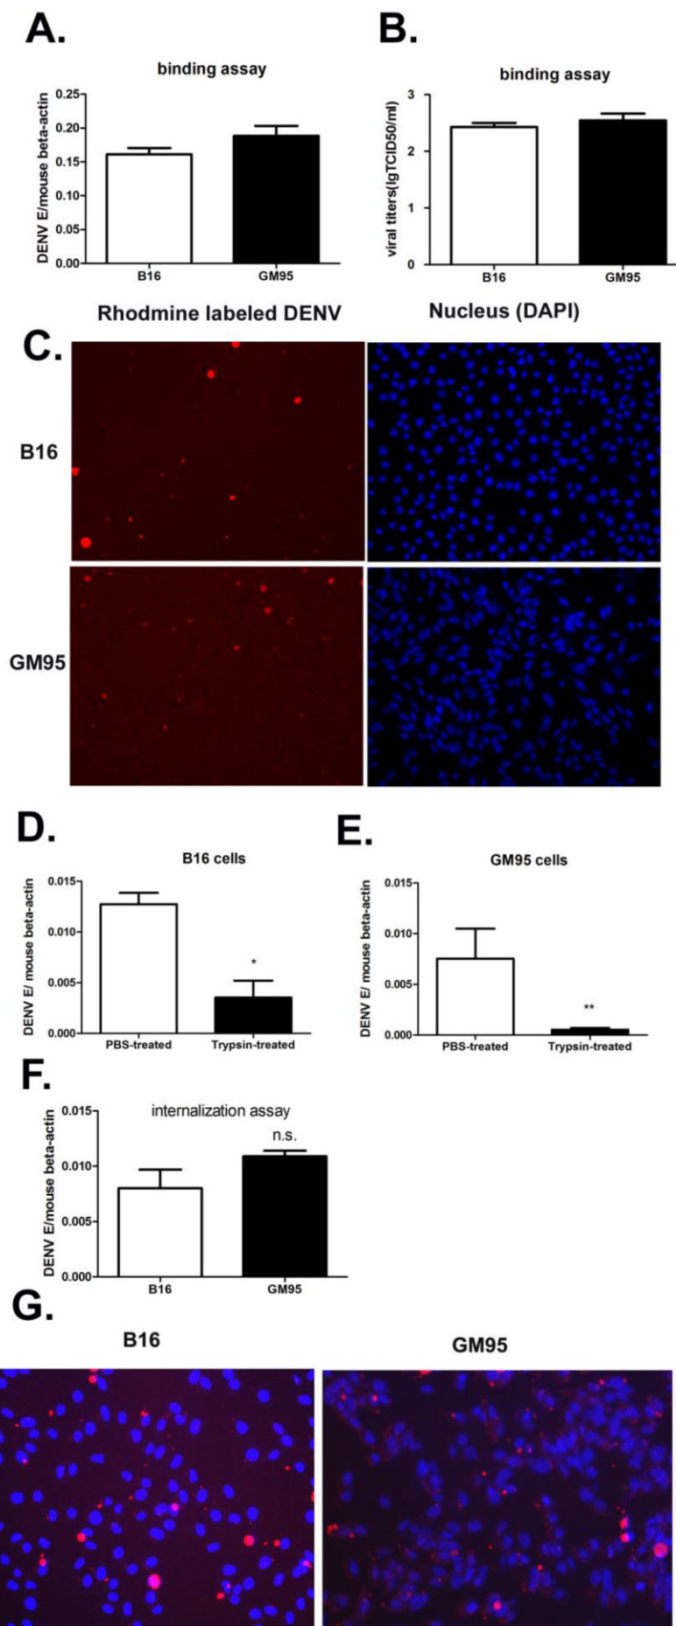 A.
binding assay
DENV E/mouse beta-actin
0.25
0.20
0.15
0.10
0.05
0.00
B16
GM95
B.
binding assay
viral titers(lgTCID50/ml)
3
2
1
0
B16
GM95
Rhodmine labeled DENV
Nucleus (DAPI)
C.
B16
GM95
D.
B16 cells
DENV E/ mouse beta-actin
0.015
0.010
0.005
0.000
*
PBS-treated
Trypsin-treated
E.
GM95 cells
DENV E/ mouse beta-actin
0.015
0.010
0.005
0.000
**
PBS-treated
Trypsin-treated
F.
internalization assay
DENV E/mouse beta-actin
0.015
0.010
0.005
0.000
n.s.
B16
GM95
G.
B16
GM95